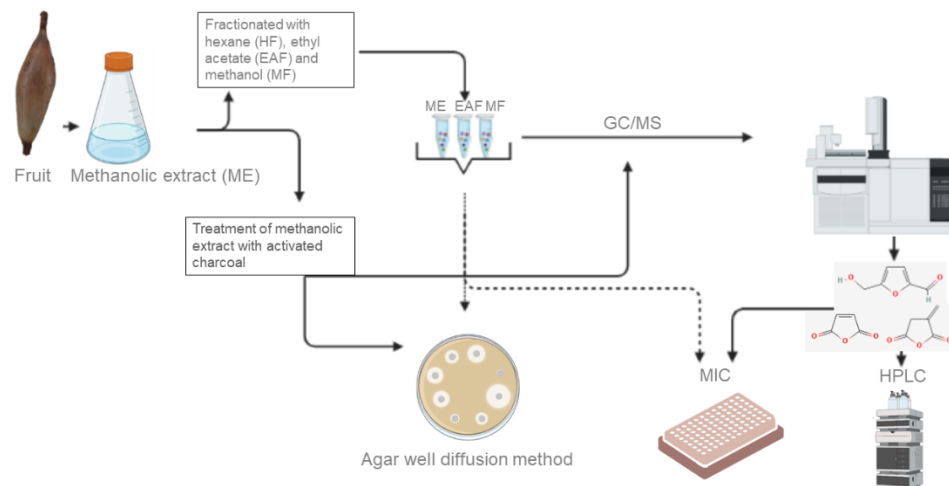 Fractionated with
hexane (HF), ethyl
acetate (EAF) and
methanol (MF)
ME EAF MF
GC/MS
Fruit
Methanolic extract (ME)
Treatment of methanolic
extract with activated
charcoal
H
O
O
O
H
O
O
O
O
O
O
MIC
HPLC
Agar well diffusion method